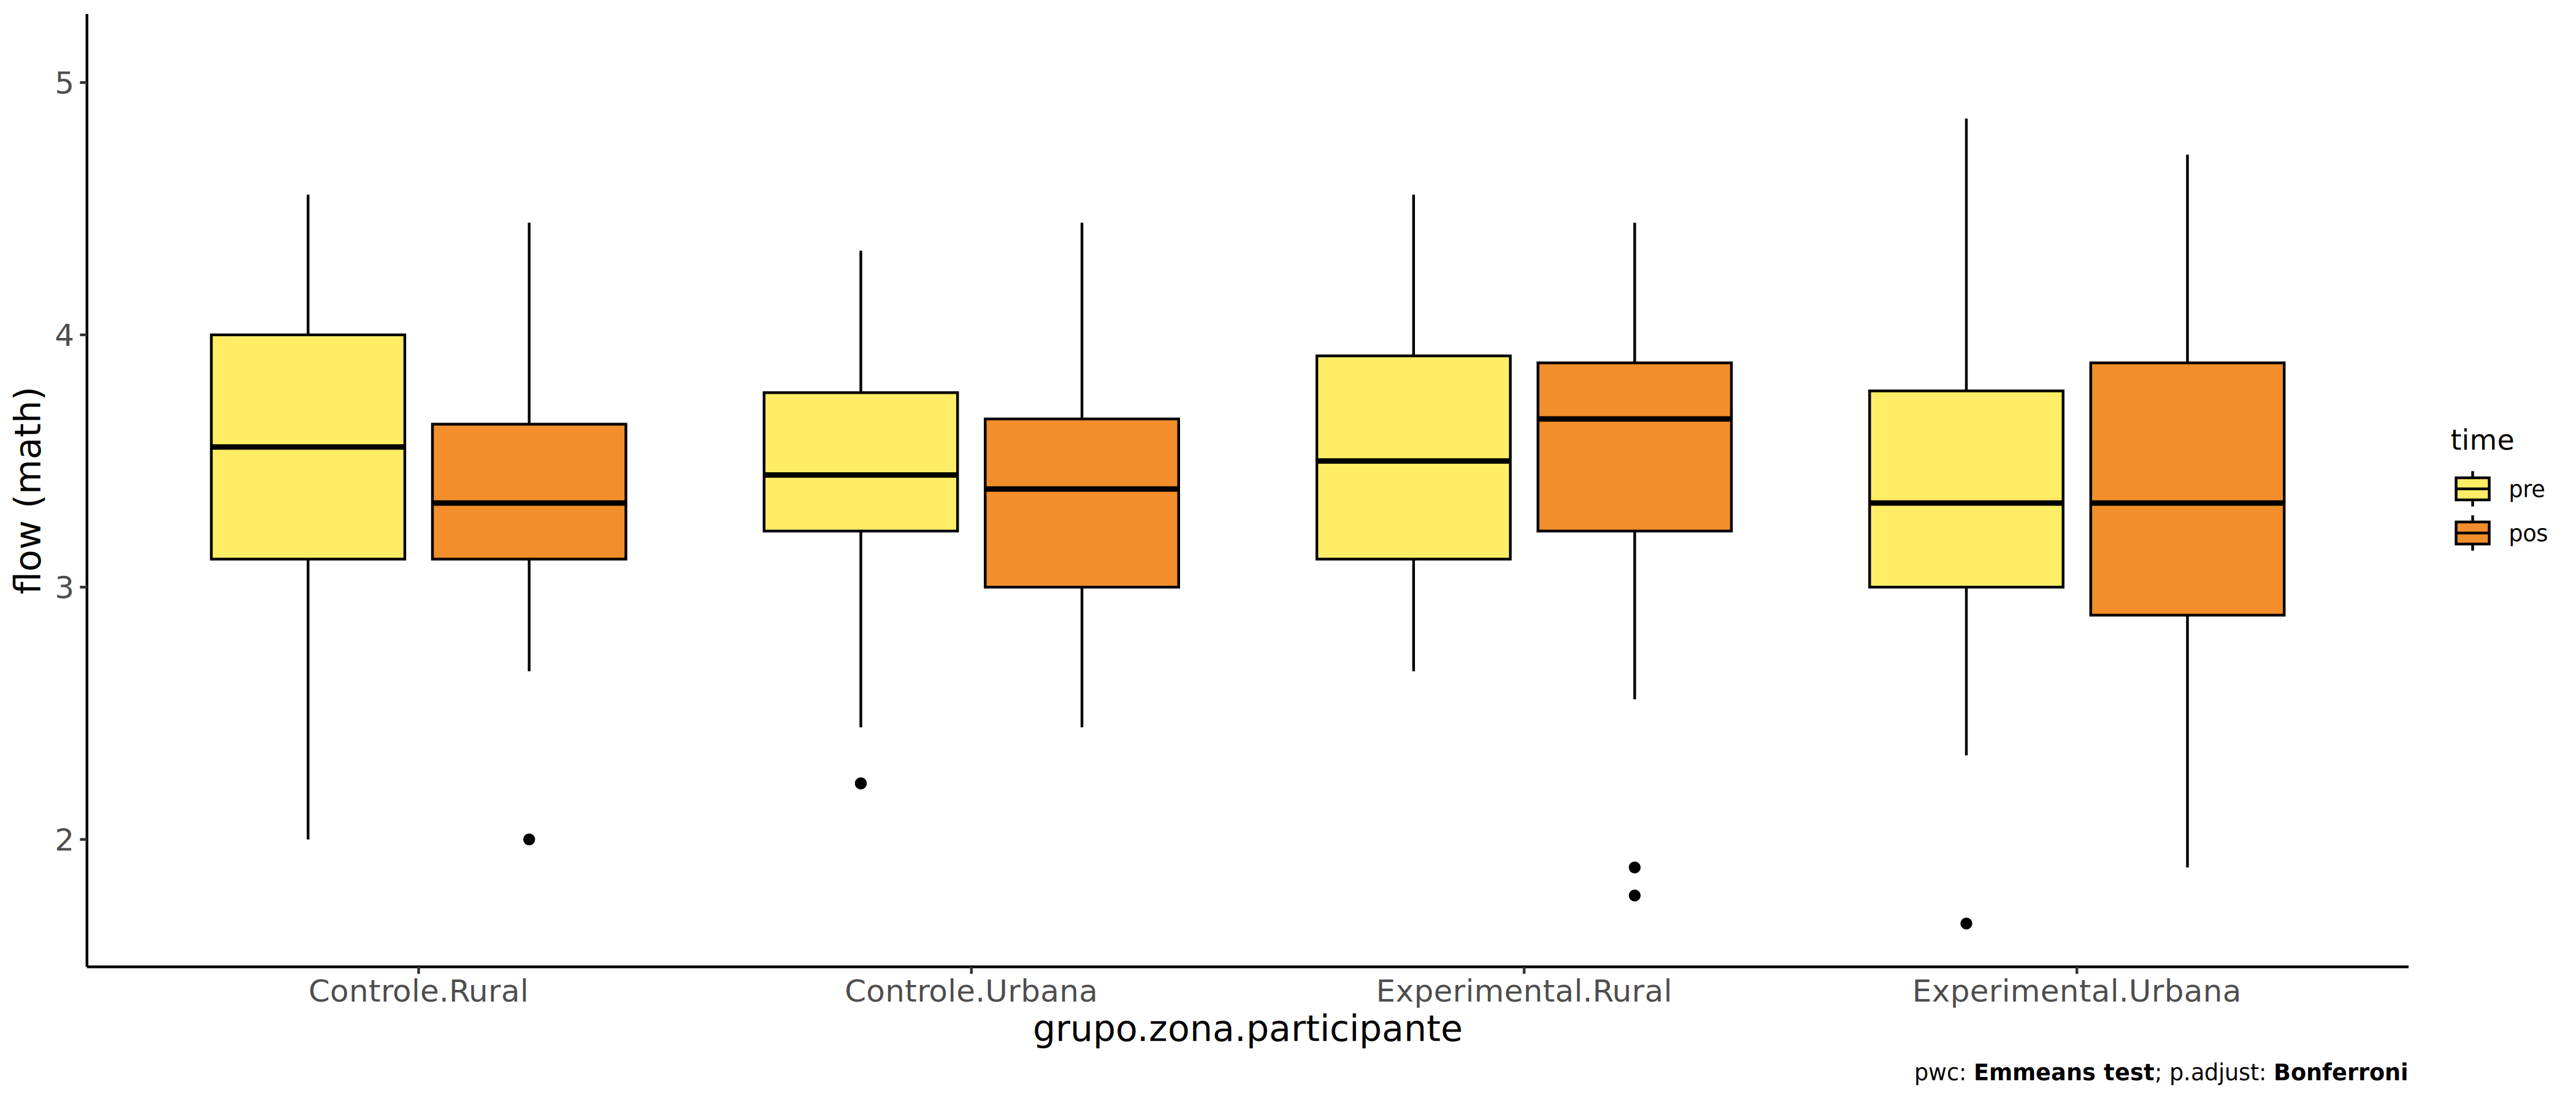 5
4
3
2
flow (math)
Controle.Rural
Controle.Urbana
Experimental.Rural
Experimental.Urbana
grupo.zona.participante
time
pre
pos
pwc: Emmeans test; p.adjust: Bonferroni